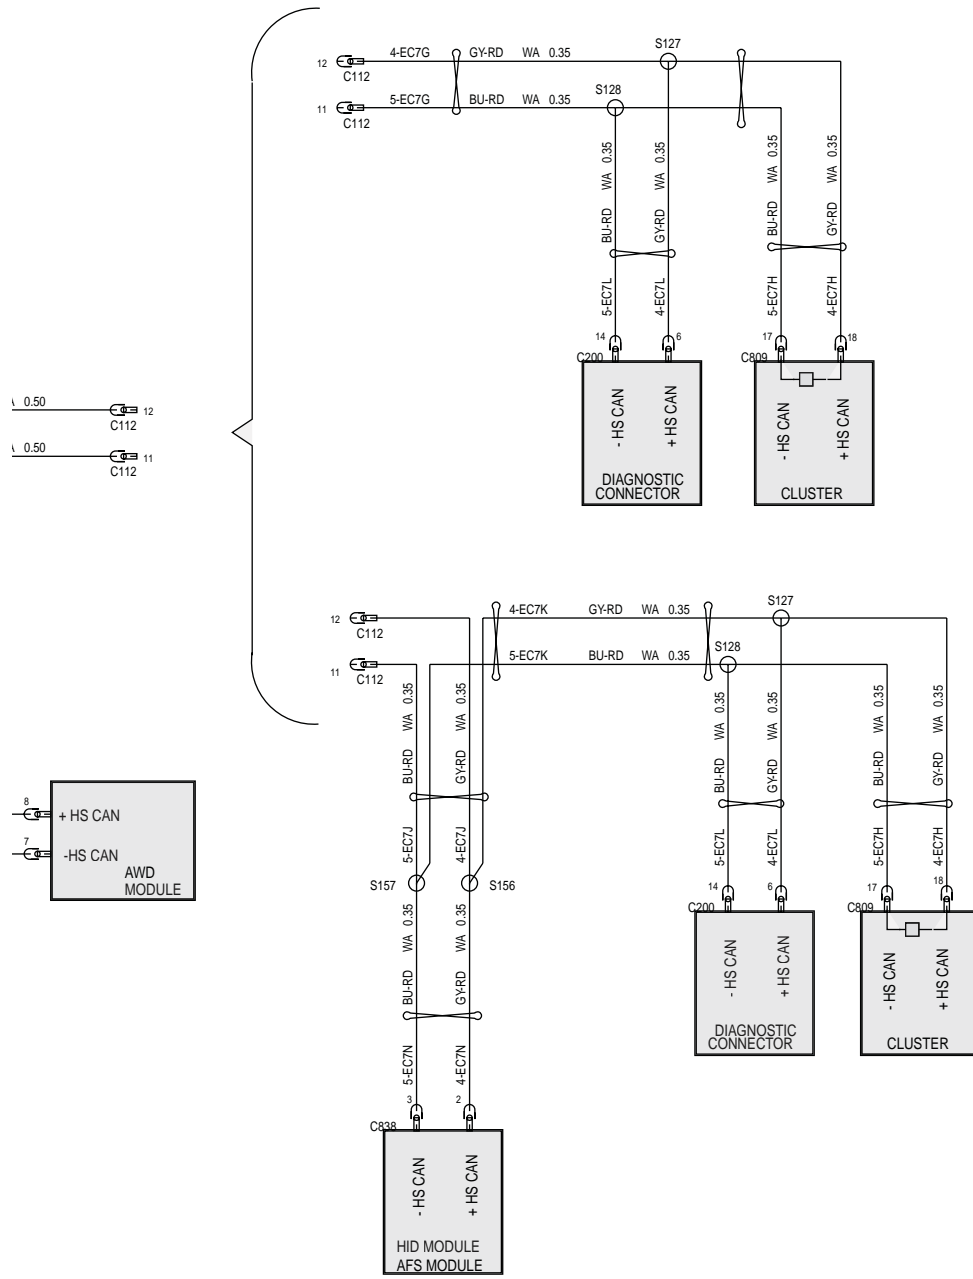 S127
4-EC7G GY-RD WA 0.35
12
C112
S128
5-EC7G BU-RD WA 0.35
11
C112
BU-RD WA 0.35
GY-RD WA 0.35
BU-RD WA 0.35
GY-RD WA 0.35
5-EC7L
4-EC7L
5-EC7H
4-EC7H
14
6
17
18
C200
C809
- HS CAN
+ HS CAN
- HS CAN
+ HS CAN
DIAGNOSTIC
CONNECTOR
CLUSTER
0.50
12
C112
0.50
11
C112
4-EC7K GY-RD WA 0.35
S127
12
C112
S128
5-EC7K BU-RD WA 0.35
11
C112
BU-RD WA 0.35
GY-RD WA 0.35
BU-RD WA 0.35
GY-RD WA 0.35
BU-RD WA 0.35
GY-RD WA 0.35
5-EC7J
4-EC7J
5-EC7L
4-EC7L
5-EC7H
4-EC7H
8
+ HS CAN
7
-HS CAN
AWD
MODULE
S157
S156
14
6
17
18
C200
C809
BU-RD WA 0.35
GY-RD WA 0.35
- HS CAN
+ HS CAN
- HS CAN
+ HS CAN
DIAGNOSTIC
CONNECTOR
CLUSTER
5-EC7N
4-EC7N
3
2
C838
- HS CAN
+ HS CAN
HID MODULE
AFS MODULE